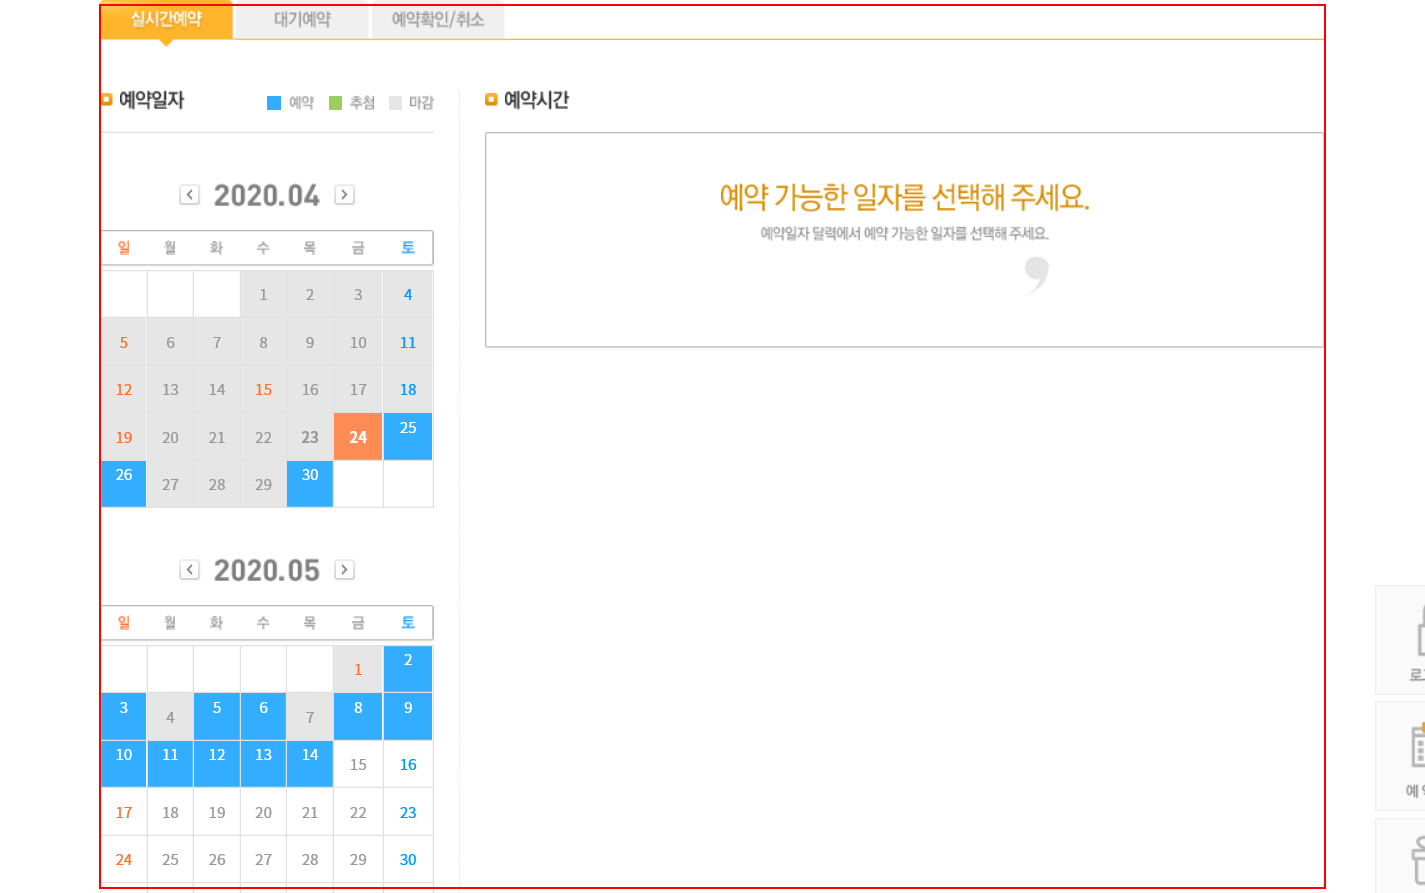 실시간예약 대기예약 예약확인/취소
예약일자 예약 추첨 마감
2020.04
일 월 화 수 목 금 토
1 2 3 4
5 6 7 8 9 10 11
12 13 14 15 16 17 18
19 20 21 22 23 24 25
26 27 28 29 30
2020.05
일 월 화 수 목 금 토
1 2
3 4 5 6 7 8 9
10 11 12 13 14 15 16
17 18 19 20 21 22 23
24 25 26 27 28 29 30
예약시간
예약 가능한 일자를 선택해 주세요.
예약일자 달력에서 예약 가능한 일자를 선택해 주세요.